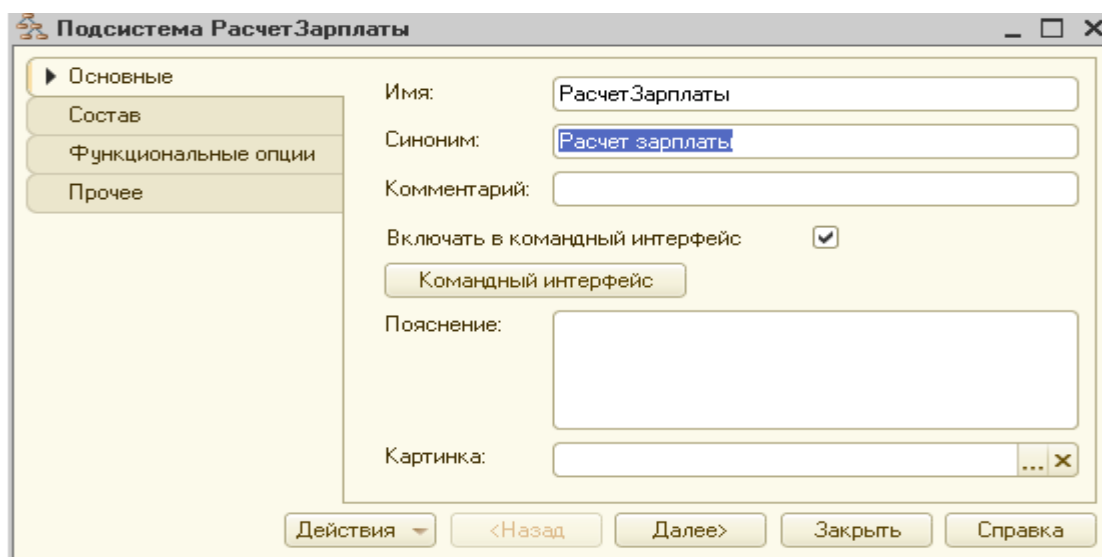 Подсистема РасчетЗарплаты
Основные
Состав
Функциональные опции
Прочее
Имя: РасчетЗарплаты
Синоним: Расчет зарплаты
Комментарий:
Включать в командный интерфейс
Командный интерфейс
Пояснение:
Картинка: ...
Действия <Назад Далее> Закрыть Справка